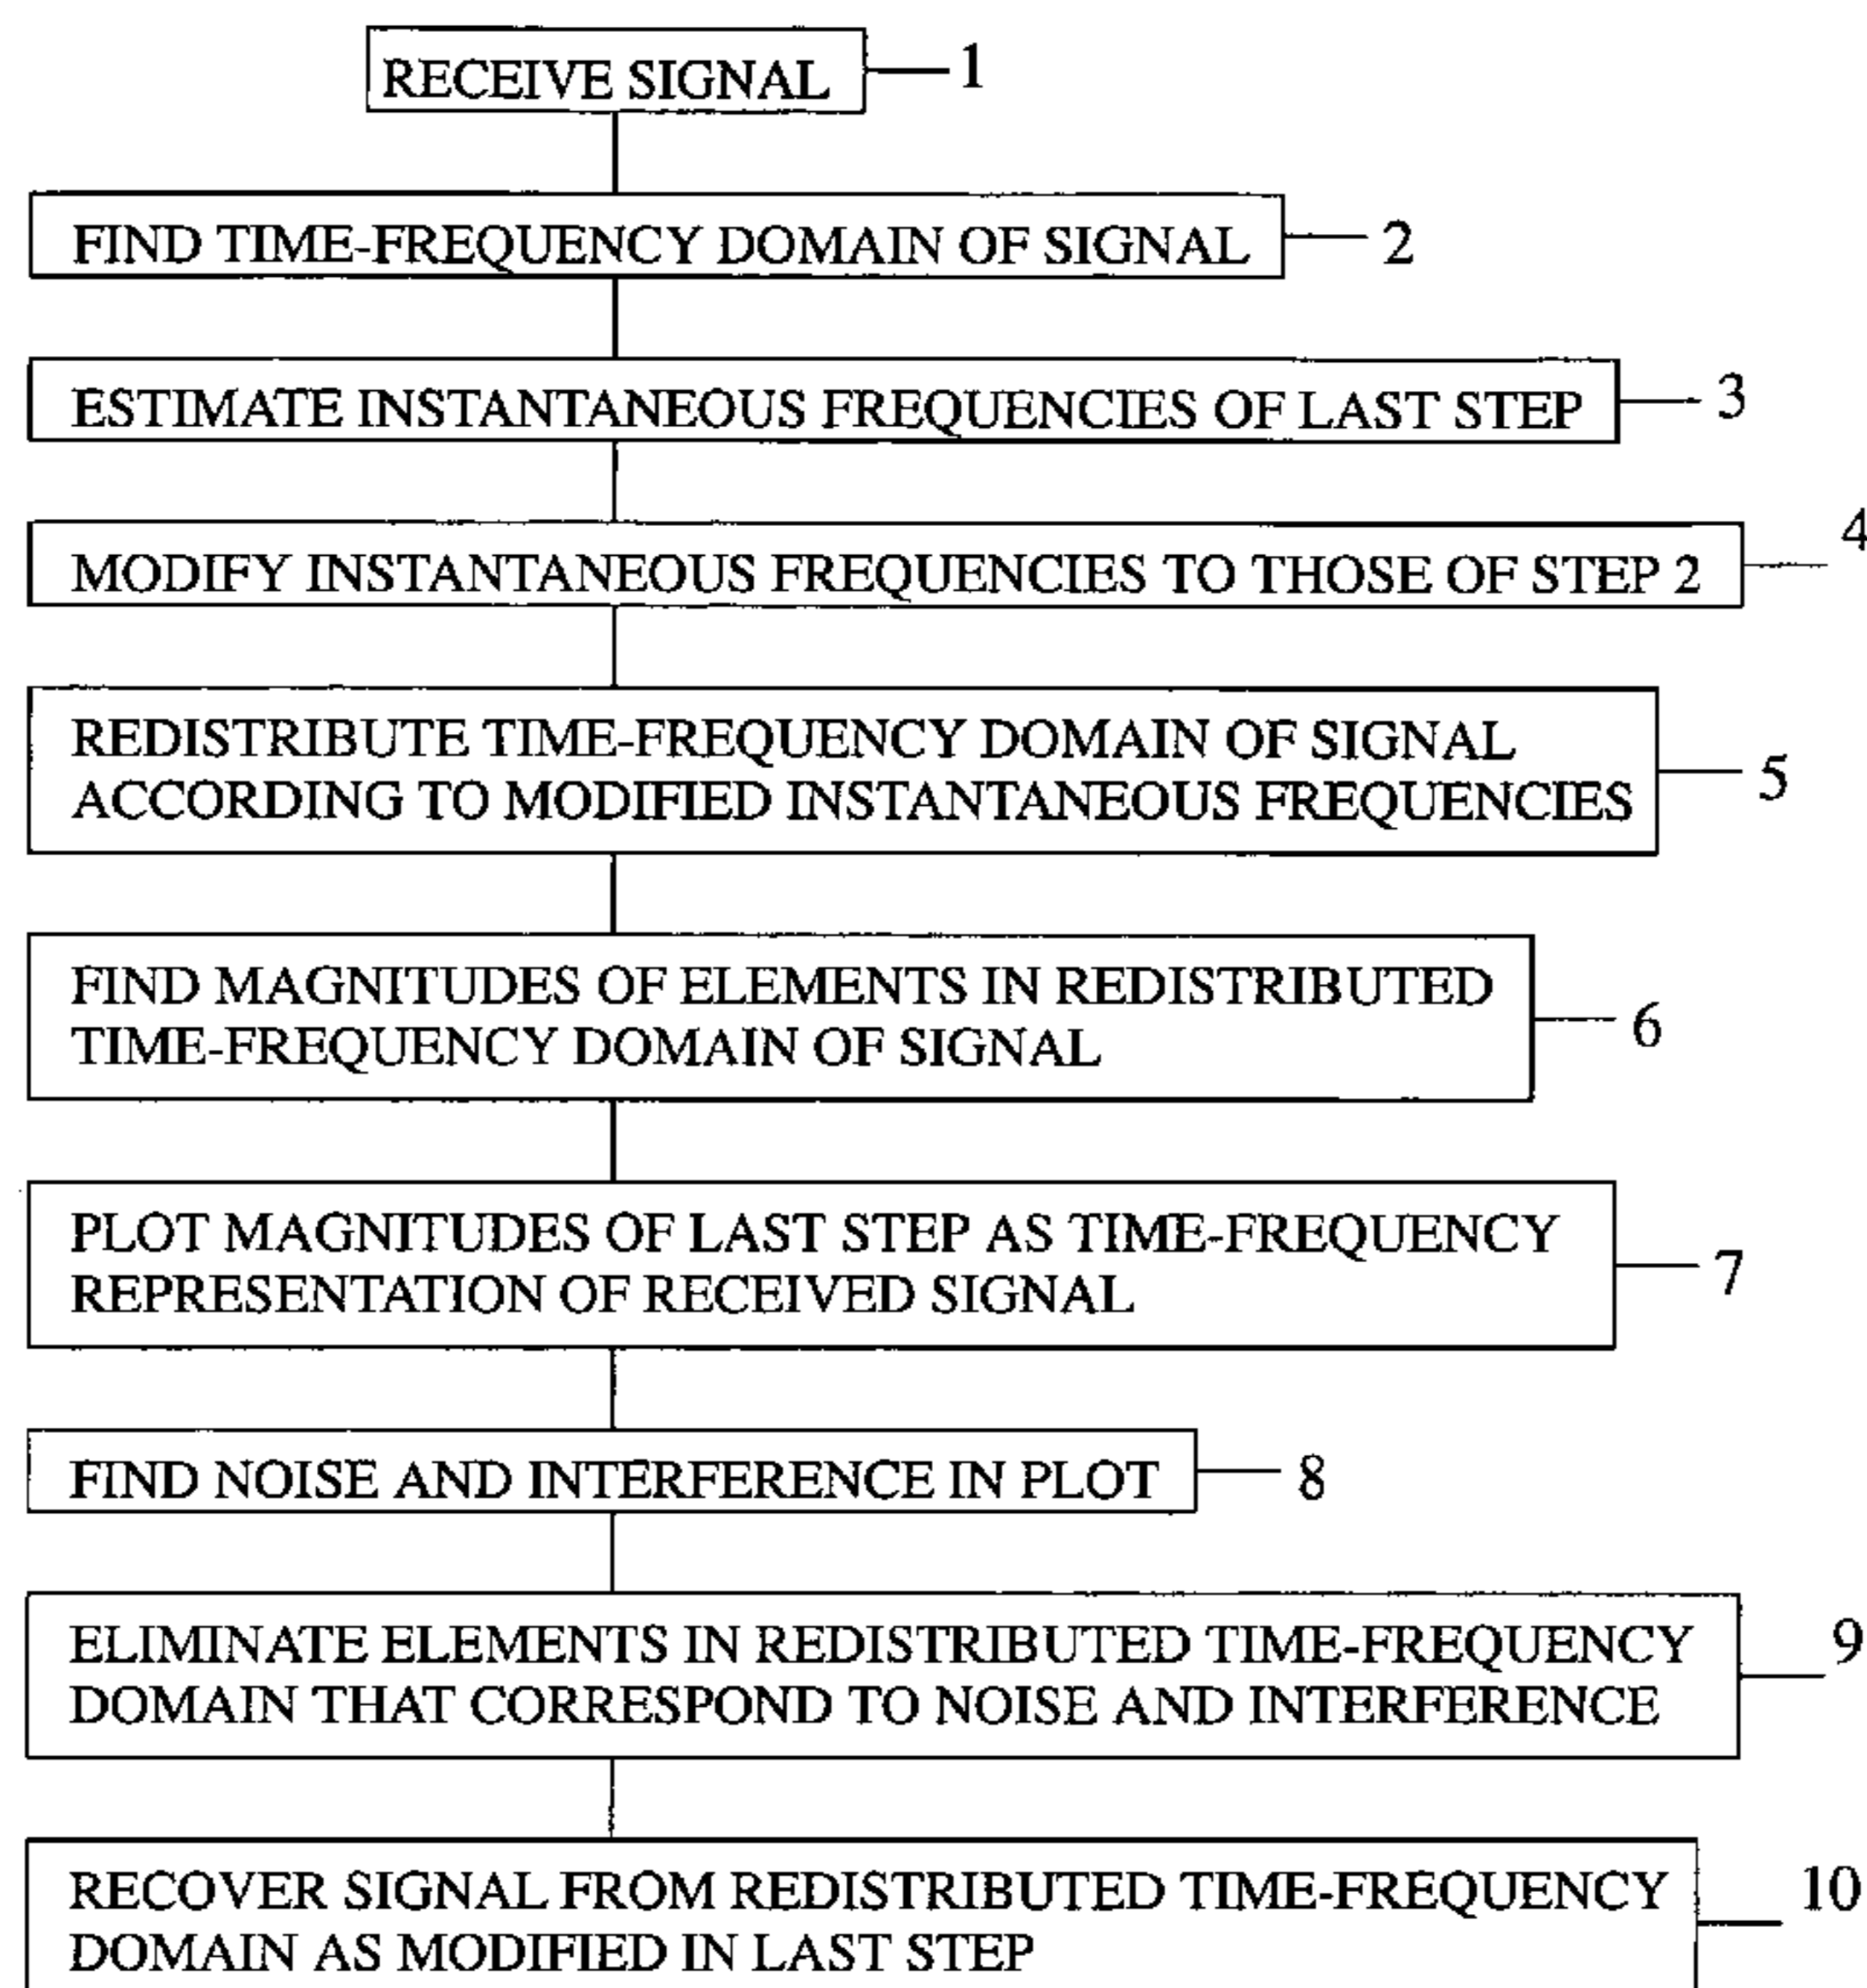 RECEIVE SIGNAL 1
FIND TIME-FREQUENCY DOMAIN OF SIGNAL 2
ESTIMATE INSTANTANEOUS FREQUENCIES OF LAST STEP 3
MODIFY INSTANTANEOUS FREQUENCIES TO THOSE OF STEP 2 4
REDISTRIBUTE TIME-FREQUENCY DOMAIN OF SIGNAL
ACCORDING TO MODIFIED INSTANTANEOUS FREQUENCIES 5
FIND MAGNITUDES OF ELEMENTS IN REDISTRIBUTED
TIME-FREQUENCY DOMAIN OF SIGNAL 6
PLOT MAGNITUDES OF LAST STEP AS TIME-FREQUENCY
REPRESENTATION OF RECEIVED SIGNAL 7
FIND NOISE AND INTERFERENCE IN PLOT 8
ELIMINATE ELEMENTS IN REDISTRIBUTED TIME-FREQUENCY 9
DOMAIN THAT CORRESPOND TO NOISE AND INTERFERENCE
RECOVER SIGNAL FROM REDISTRIBUTED TIME-FREQUENCY 10
DOMAIN AS MODIFIED IN LAST STEP